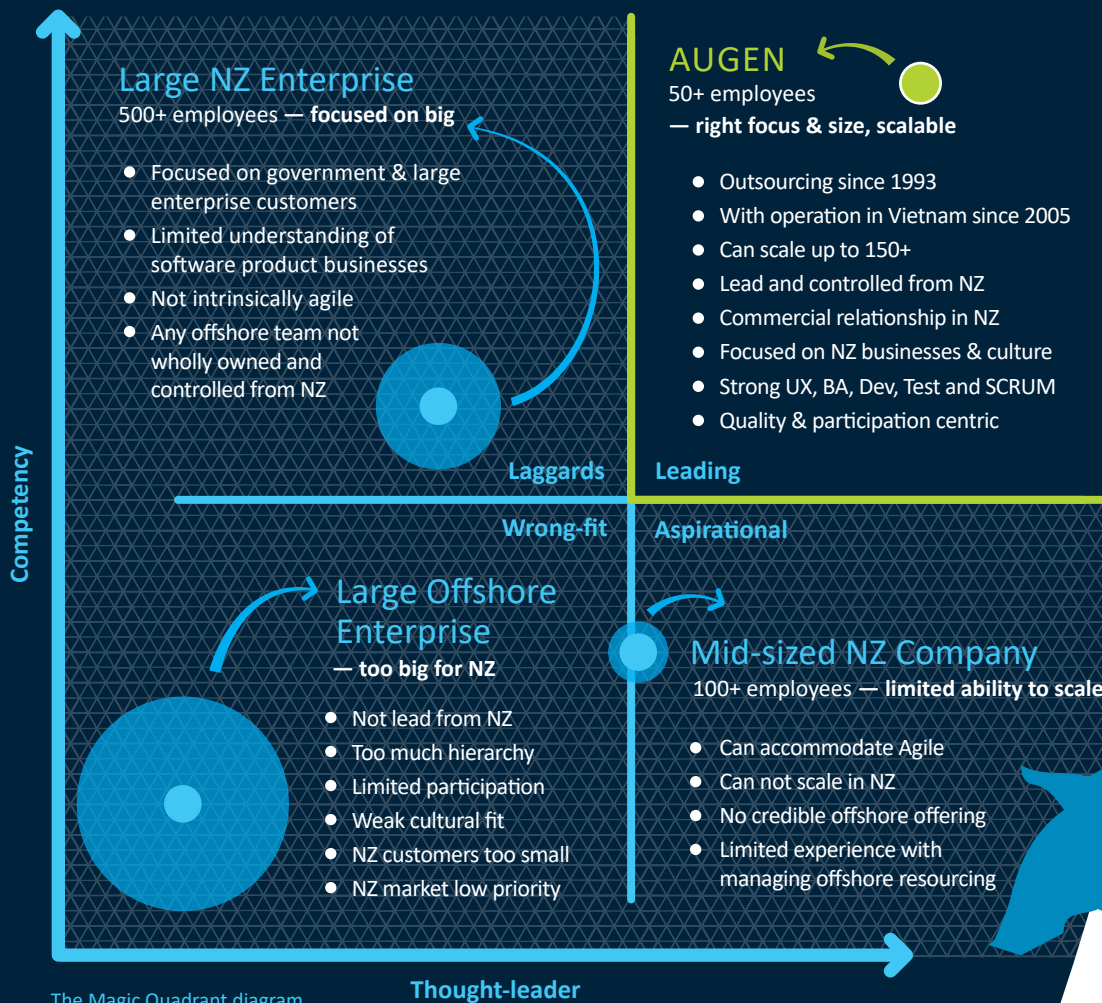 Large NZ Enterprise
500+ employees — focused on big
Focused on government & large
enterprise customers
Limited understanding of
software product businesses
Not intrinsically agile
Any offshore team not
wholly owned and
controlled from NZ
Laggards
AUGEN
50+ employees
— right focus & size, scalable
Outsourcing since 1993
With operation in Vietnam since 2005
Can scale up to 150+
Lead and controlled from NZ
Commercial relationship in NZ
Focused on NZ businesses & culture
Strong UX, BA, Dev, Test and SCRUM
Quality & participation centric
Leading
Competency
Wrong-fit
Large Offshore
Enterprise
— too big for NZ
Not lead from NZ
Too much hierarchy
Limited participation
Weak cultural fit
NZ customers too small
NZ market low priority
Aspirational
Mid-sized NZ Company
100+ employees — limited ability to scale
Can accommodate Agile
Can not scale in NZ
No credible offshore offering
Limited experience with
managing offshore resourcing
Thought-leader
The Magic Quadrant diagram